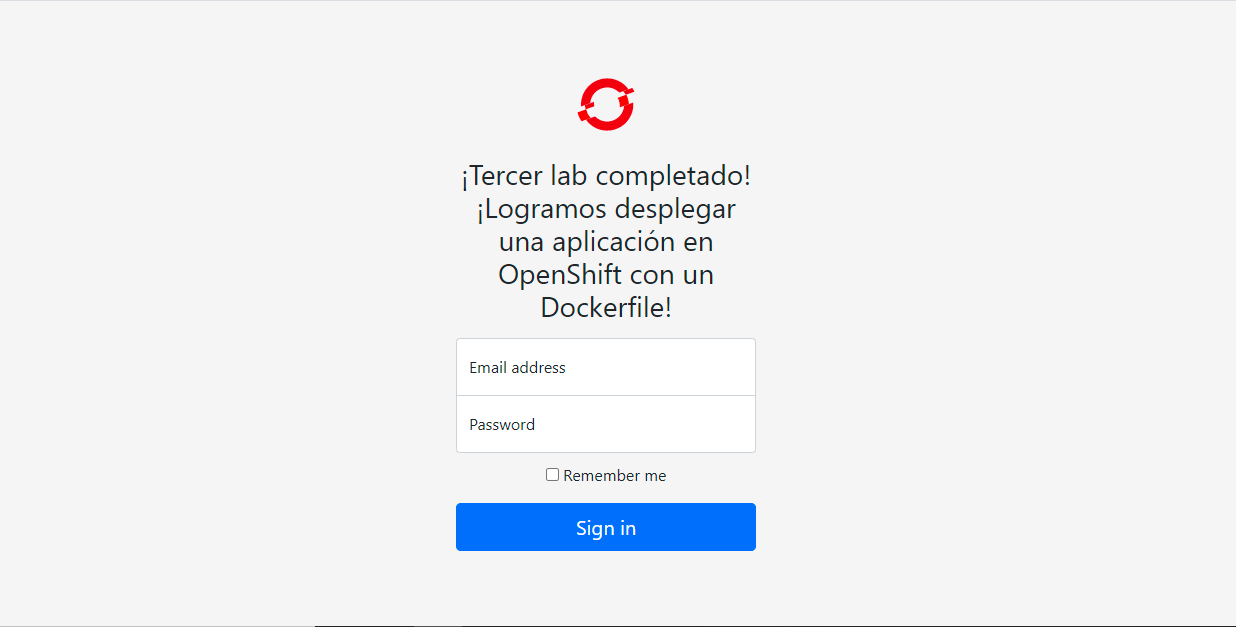 ¡Tercer lab completado!
¡Logramos desplegar
una aplicación en
OpenShift con un
Dockerfile!
Email address
Password
Remember me
Sign in